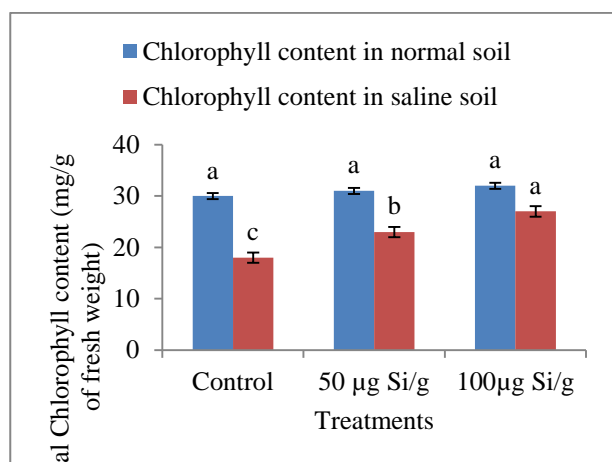 Chlorophyll content in normal soil
Chlorophyll content in saline soil
al Chlorophyll content (mg/g
of fresh weight)
40
30
20
10
0
a
c
a
b
a
a
Control
50 µg Si/g
100µg Si/g
Treatments